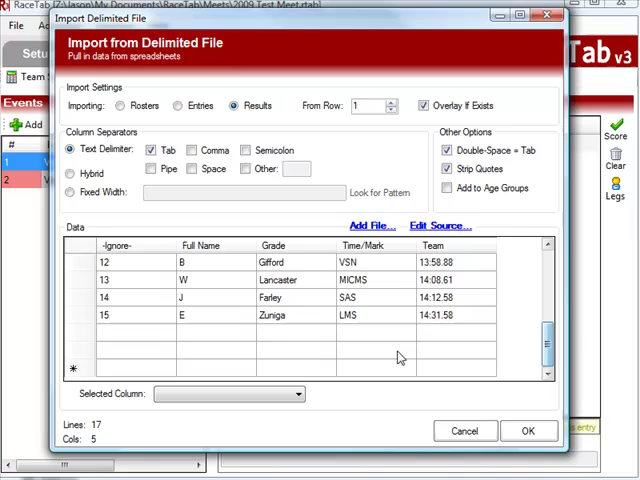 RaceTab [Z:\Jason\My Documents\RaceTab\Meets\2009 Test Meet.rtab]
Import Delimited File
File
Import from Delimited File
Pull in data from spreadsheets
Tab v3
Team
Events
Add
#
1
2
Import Settings
Importing: Rosters Entries Results From Row: 1 Overlay If Exists
Column Separators
Text Delimiter: Tab Comma Semicolon
Pipe Space Other:
Hybrid
Fixed Width: Look for Pattern
Other Options
Double-Space = Tab
Strip Quotes
Add to Age Groups
Score
Clear
Legs
Data Add File... Edit Source...
-Ignore- Full Name Grade Time/Mark Team
12 B Gifford VSN 13:58.88
13 W Lancaster MICMS 14:08.61
14 J Farley SAS 14:12.58
15 E Zuniga LMS 14:31.58
*
Selected Column:
Lines: 17
Cols: 5
Cancel OK
s entry